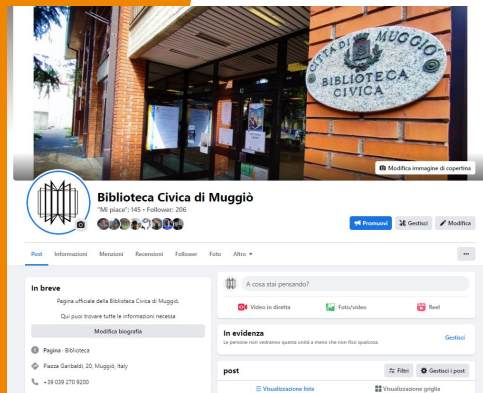 CITTÀ DI MUGGIÒ
BIBLIOTECA
CIVICA
Modifica immagine di copertina
Biblioteca Civica di Muggiò
"Mi piace": 145 • Follower: 206
Promuovi Gestisci Modifica
Post Informazioni Menzioni Recensioni Follower Foto Altro
In breve
Pagina ufficiale della Biblioteca Civica di Muggiò.
Qui puoi trovare tutte le informazioni necessa
Modifica biografia
Pagina · Biblioteca
Piazza Garibaldi, 20, Muggiò, Italy
+39 039 270 9200
A cosa stai pensando?
Video in diretta Foto/video Reel
In evidenza
Le persone non vedranno questa unità a meno che non fissi qualcosa.
Gestisci
post
Filtri Gestisci i post
Visualizzazione lista Visualizzazione griglia